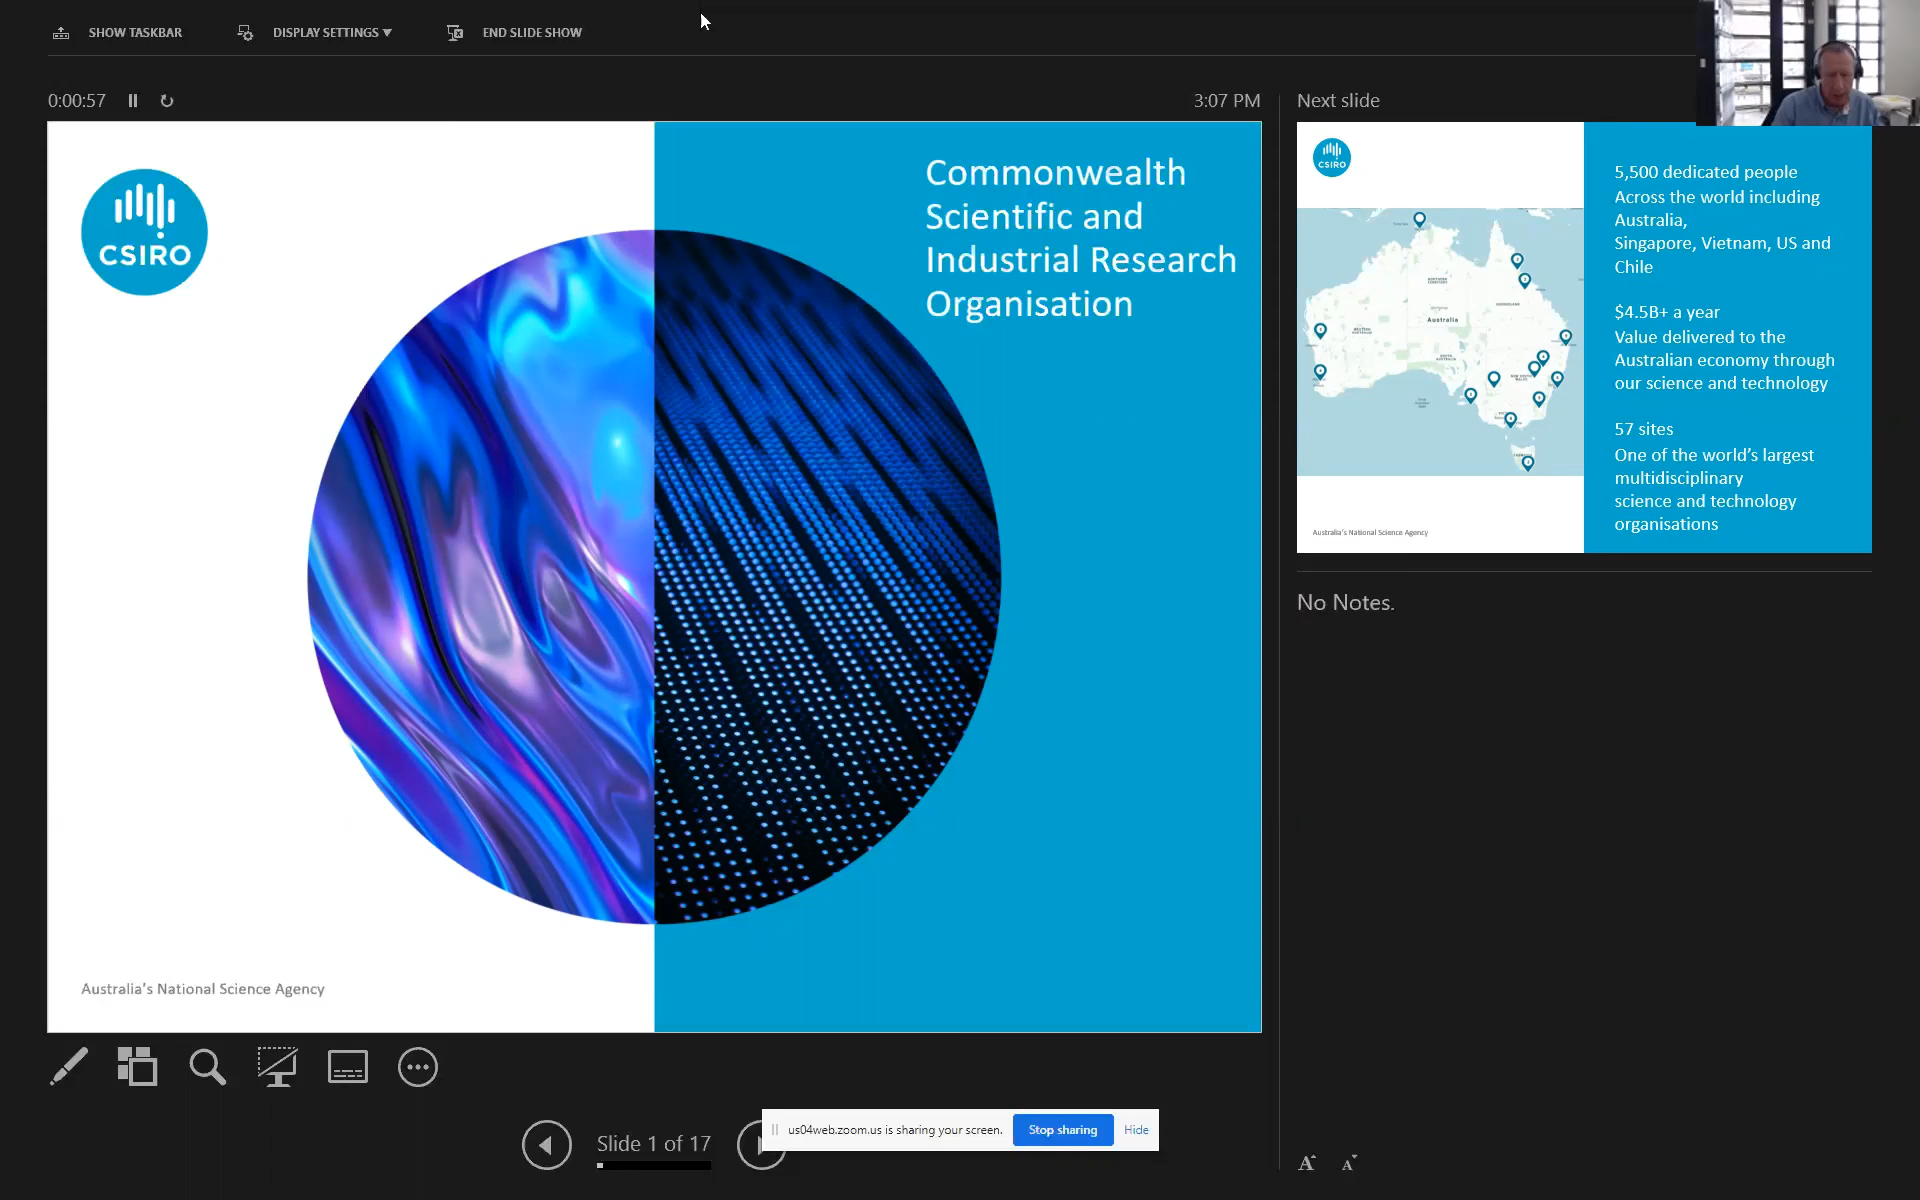 SHOW TASKBAR
DISPLAY SETTINGS
END SLIDE SHOW
0:00:57
3:07 PM
CSIRO
Commonwealth
Scientific and
Industrial Research
Organisation
Australia's National Science Agency
Next slide
CSIRO
5,500 dedicated people
Across the world including
Australia,
Singapore, Vietnam, US and
Chile
$4.5B+ a year
Value delivered to the
Australian economy through
our science and technology
57 sites
One of the world's largest
multidisciplinary
science and technology
organisations
Australia
Australia's National Science Agency
No Notes.
Slide 1 of 17
us04web.zoom.us is sharing your screen.
Stop sharing
Hide
A
A